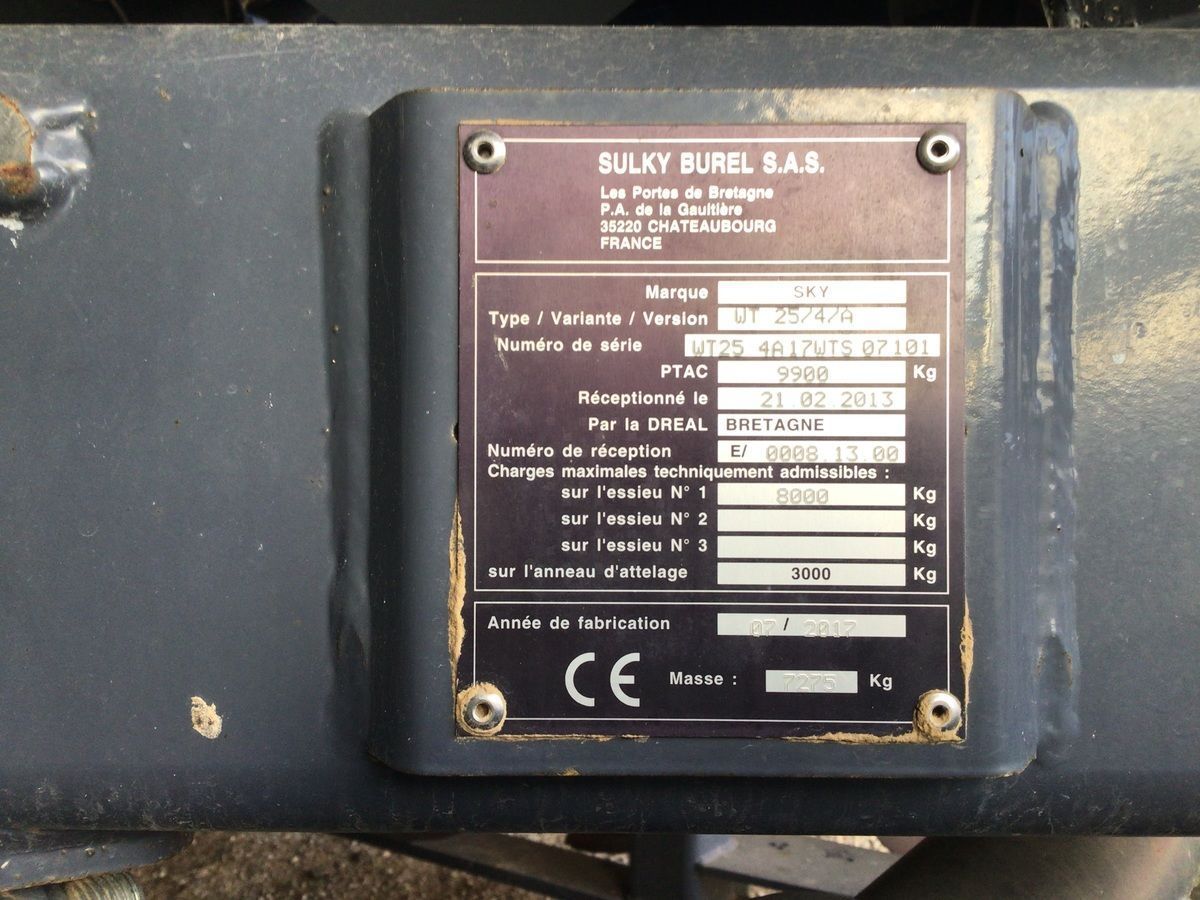 SULKY BUREL S.A.S.
Les Portes de Bretagne
P.A. de la Gaultière
35220 CHATEAUBOURG
FRANCE
Marque SKY
Type / Variante / Version WT 25/4/A
Numéro de série WT25 4A17WTS 07101
PTAC 9900 Kg
Réceptionné le 21 02 2013
Par la DREAL BRETAGNE
Numéro de réception E/ 0008 13 00
Charges maximales techniquement admissibles :
sur l'essieu N° 1 8000 Kg
sur l'essieu N° 2 Kg
sur l'essieu N° 3 Kg
sur l'anneau d'attelage 3000 Kg
Année de fabrication 07 / 2017
CE Masse : 7275 Kg